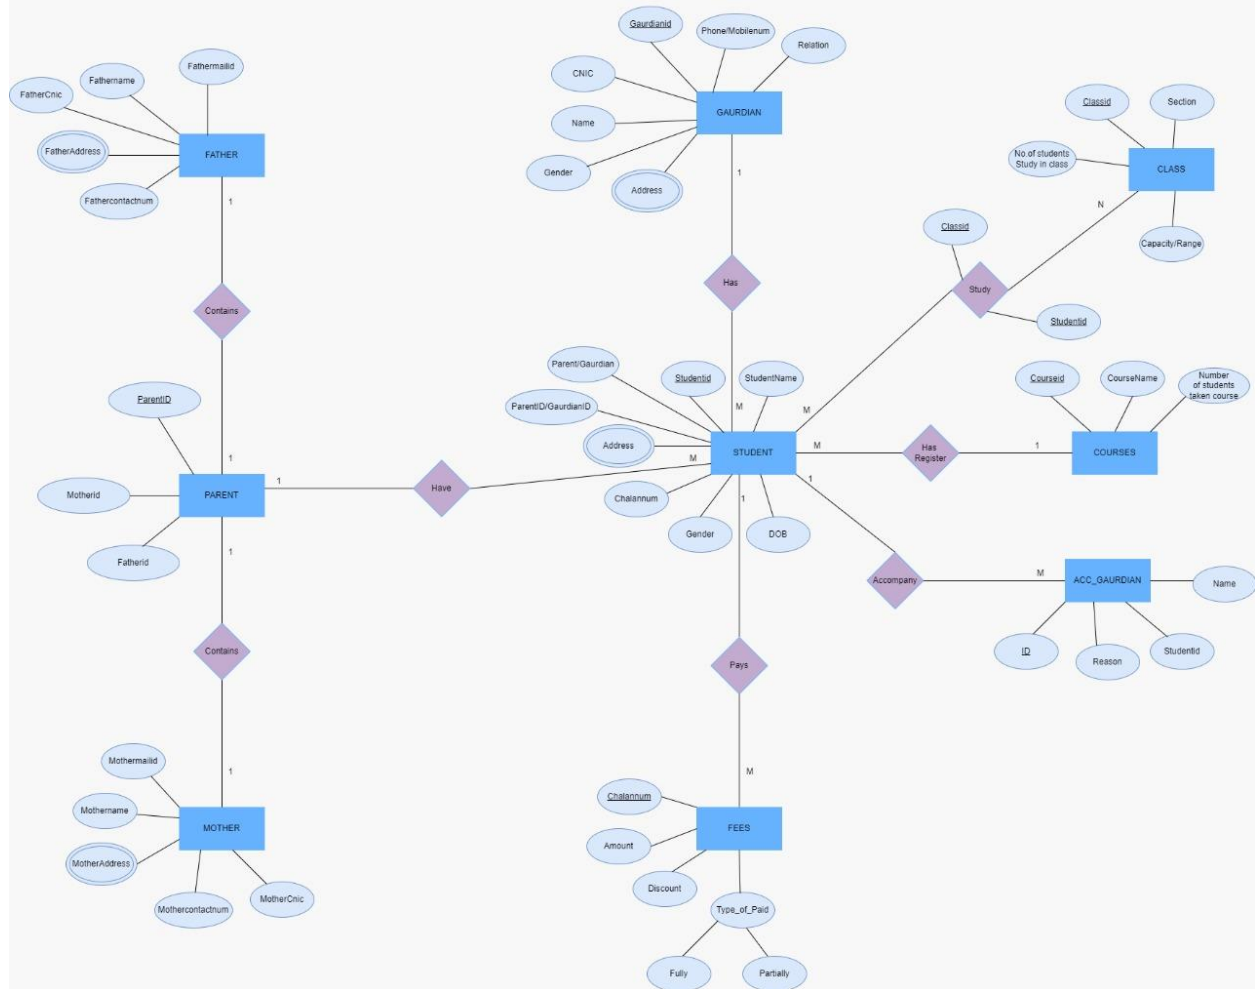 Gaurdianid
Phone/Mobilenum
Relation
CNIC
GAURDIAN
Name
Gender
Address
1
Has
M
Fathermailid
Fathername
FatherCnic
FatherAddress
FATHER
Fathercontactnum
1
Contains
1
ParentID
PARENT
Motherid
Fatherid
1
Have
M
1
Contains
1
Mothermailid
Mothername
MOTHER
MotherAddress
Mothercontactnum
MotherCnic
Classid
Section
No.of students
Study in class
CLASS
Capacity/Range
N
Classid
Study
Studentid
M
Parent/Gaurdian
Studentid
StudentName
ParentID/GaurdianID
Address
STUDENT
Chalannum
Gender
DOB
M
Has
Register
1
Courseid
CourseName
Number
of students
taken course
COURSES
1
Accompany
M
ACC_GAURDIAN
Name
ID
Reason
Studentid
1
Pays
M
Chalannum
FEES
Amount
Discount
Type_of_Paid
Fully
Partially